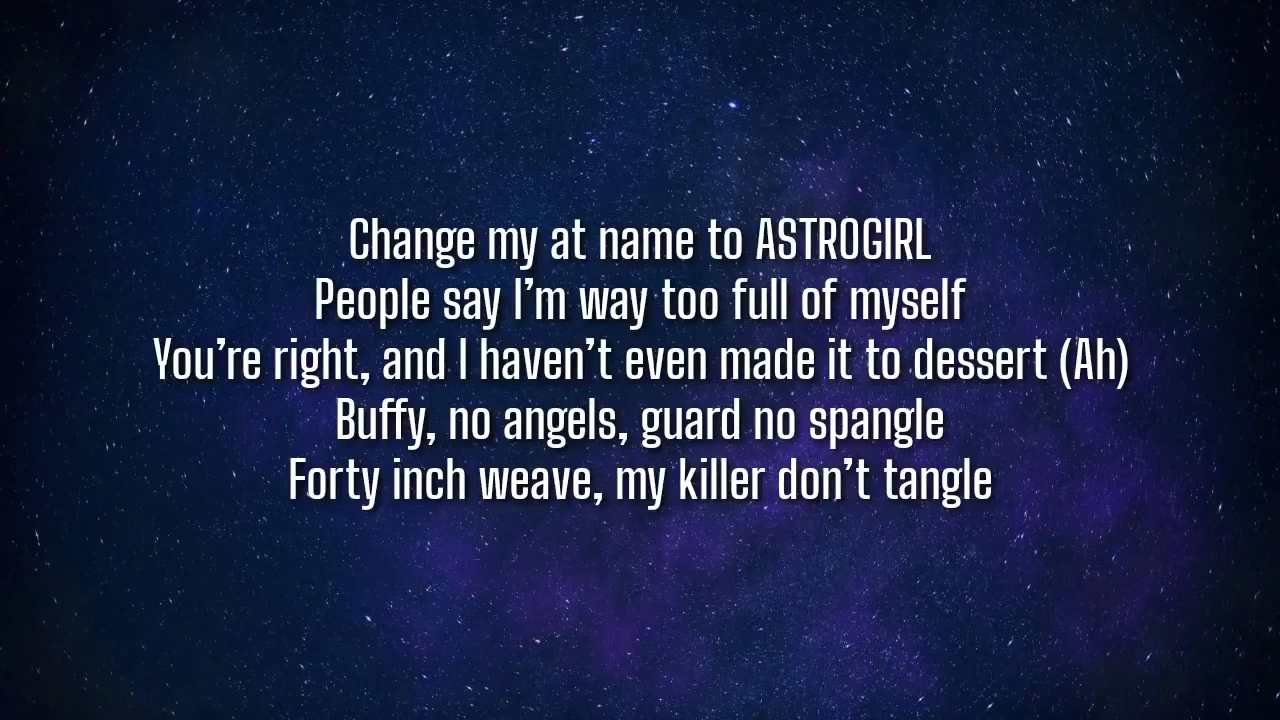 Change my at name to ASTROGIRL
People say I’m way too full of myself
You’re right, and I haven’t even made it to dessert (Ah)
Buffy, no angels, guard no spangle
Forty inch weave, my killer don’t tangle